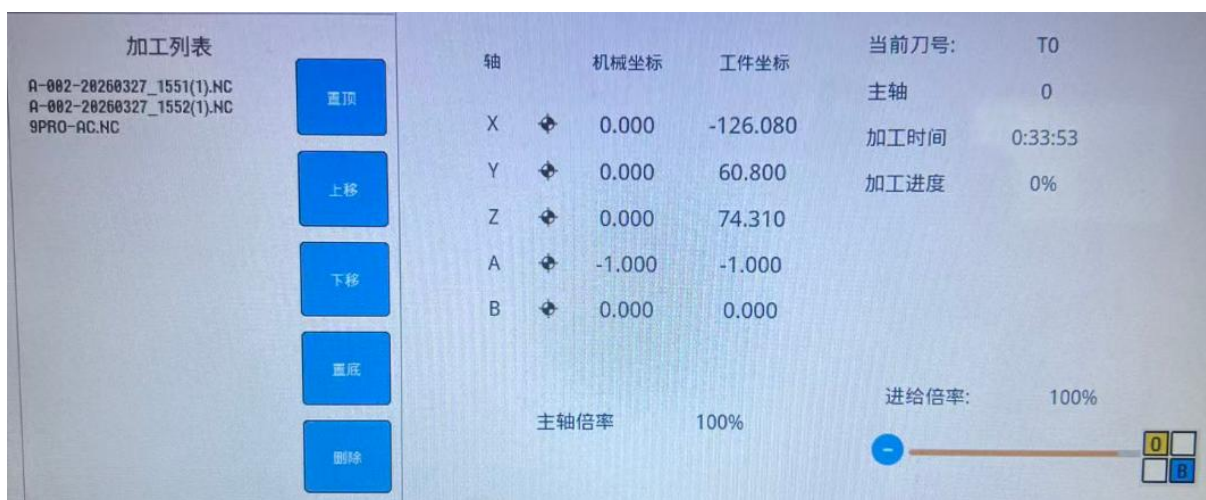 加工列表
A-002-20260327_1551(1).NC
A-002-20260327_1552(1).NC
9PRO-AC.NC
置顶
上移
下移
置底
删除
轴 机械坐标 工件坐标
X 0.000 -126.080
Y 0.000 60.800
Z 0.000 74.310
A -1.000 -1.000
B 0.000 0.000
主轴倍率 100%
当前刀号: T0
主轴 0
加工时间 0:33:53
加工进度 0%
进给倍率: 100%
-
0
B